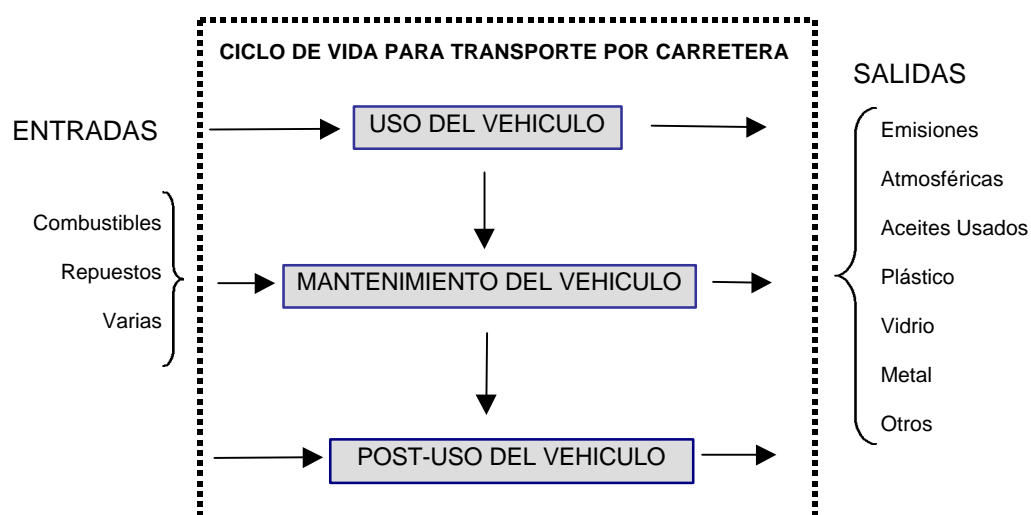 CICLO DE VIDA PARA TRANSPORTE POR CARRETERA
ENTRADAS
Combustibles
Repuestos
Varias
USO DEL VEHICULO
MANTENIMIENTO DEL VEHICULO
POST-USO DEL VEHICULO
SALIDAS
Emisiones
Atmosféricas
Aceites Usados
Plástico
Vidrio
Metal
Otros